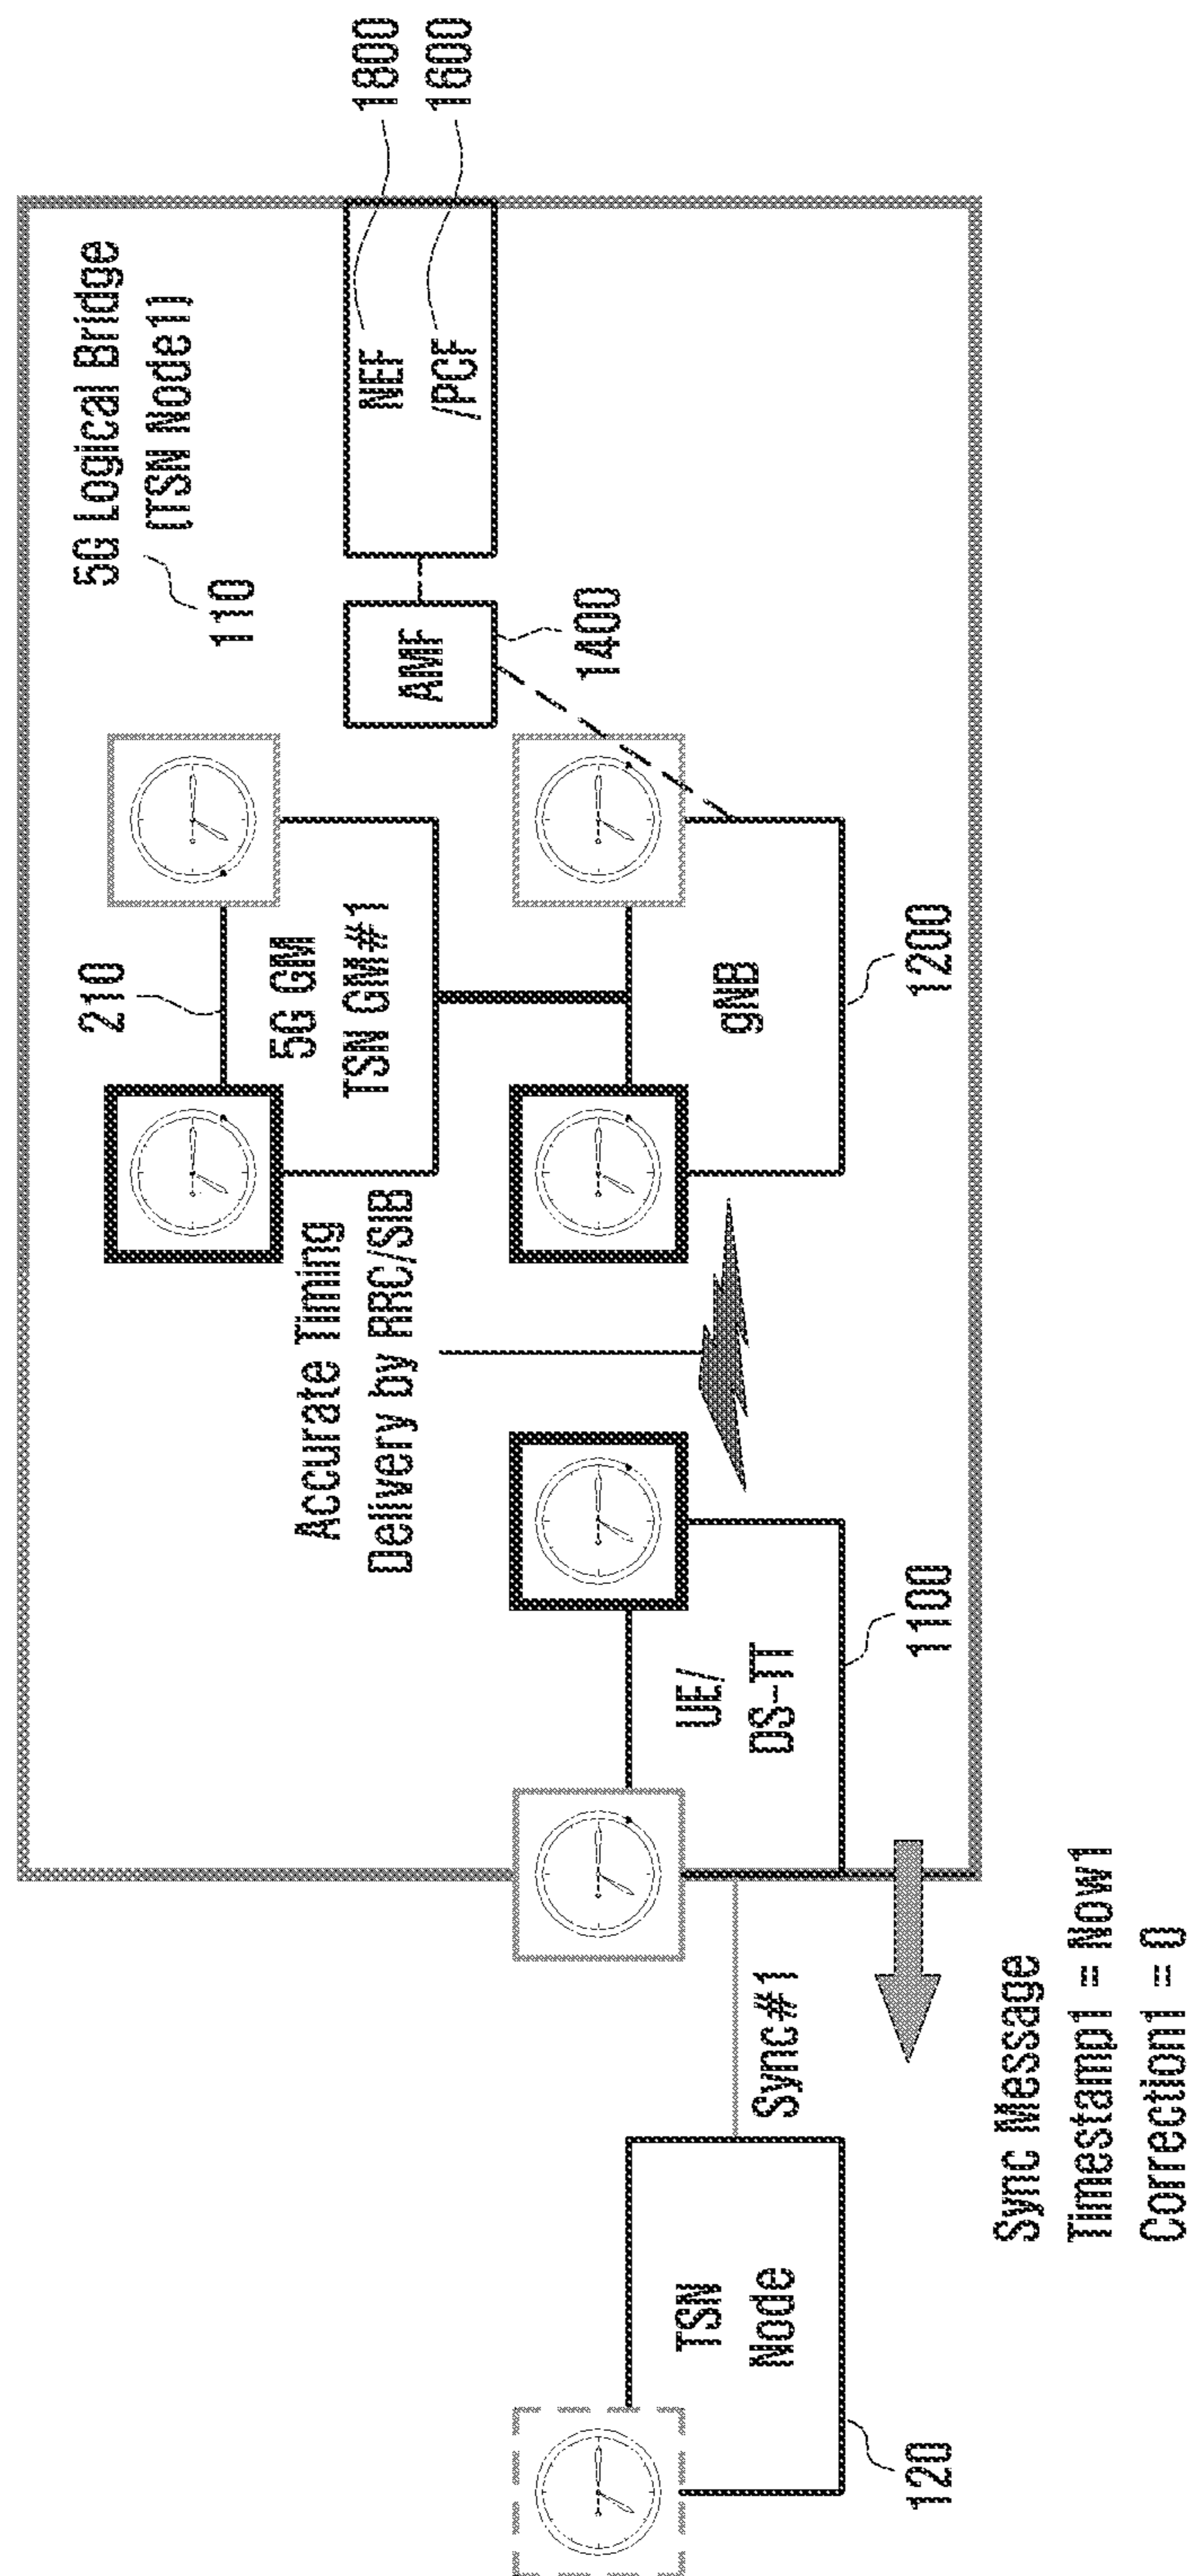 5G Logical Bridge
(TSN Node1)
110
210
5G GM
TSN GM#1
Accurate Timing
Delivery by RRC/SIB
AMF
1400
NEF
/PCF
1800
1600
TSN
Node
120
Sync#1
UE/
DS-TT
1100
gNB
1200
Sync Message
Timestamp1 = Now1
Correction1 = 0